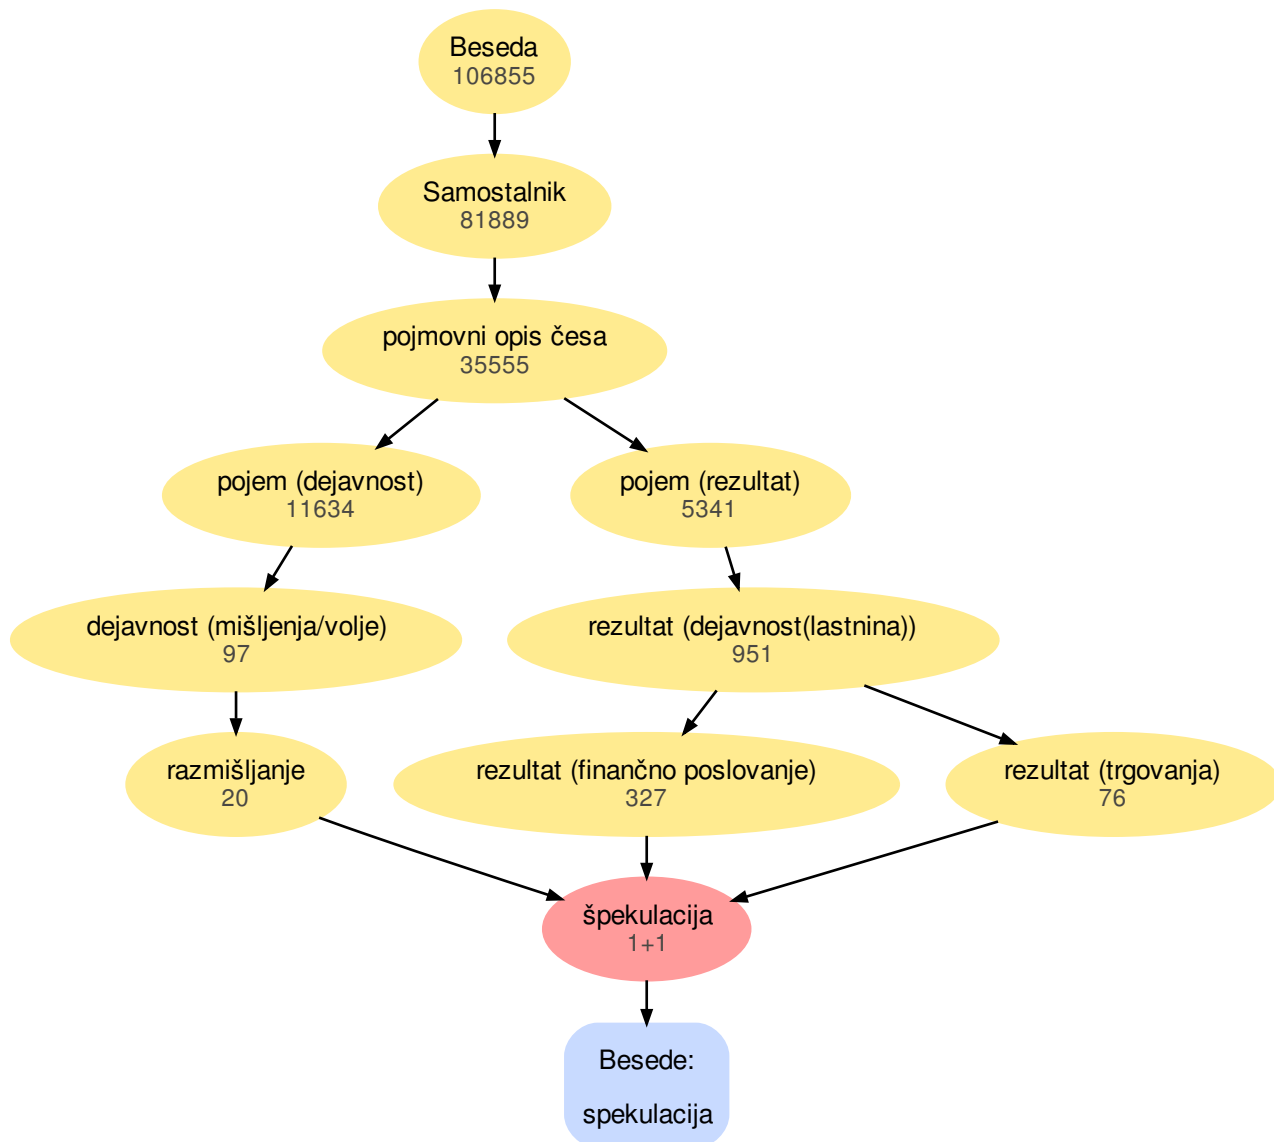 Beseda
106855
Samostalnik
81889
pojmovni opis česa
35555
pojem (dejavnost)
11634
pojem (rezultat)
5341
dejavnost (mišljenja/volje)
97
rezultat (dejavnost(lastnina))
951
razmišljanje
20
rezultat (finančno poslovanje)
327
rezultat (trgovanja)
76
špekulacija
1+1
Besede:
spekulacija